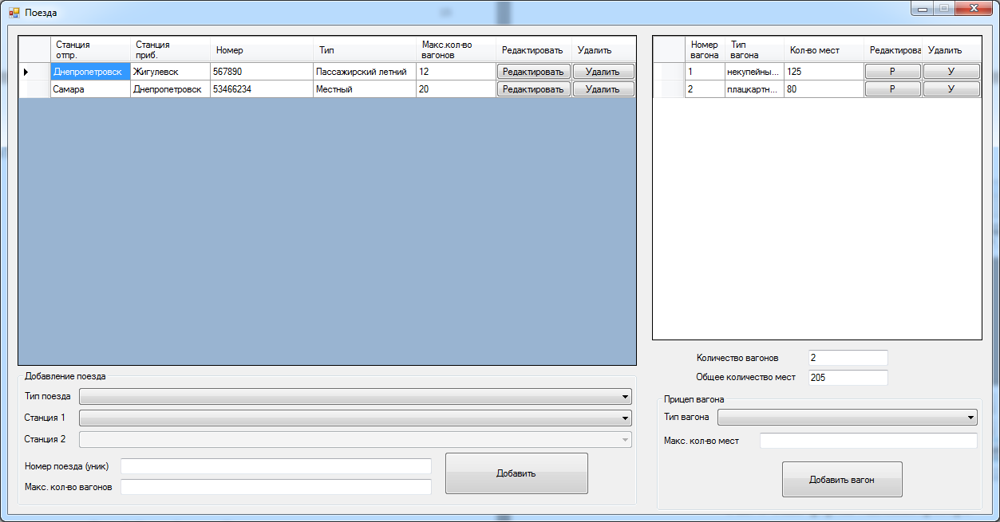 Поезда
Станция отпр. Станция приб. Номер Тип Макс.кол-во вагонов Редактировать Удалить
Днепропетровск Жигулевск 567890 Пассажирский летний 12 Редактировать Удалить
Самара Днепропетровск 53466234 Местный 20 Редактировать Удалить
Номер вагона Тип вагона Кол-во мест Редактирова Удалить
1 некупейны... 125 Р У
2 плацкартн... 80 Р У
Количество вагонов 2
Общее количество мест 205
Добавление поезда
Тип поезда
Станция 1
Станция 2
Номер поезда (уник)
Макс. кол-во вагонов
Добавить
Прицеп вагона
Тип вагона
Макс. кол-во мест
Добавить вагон